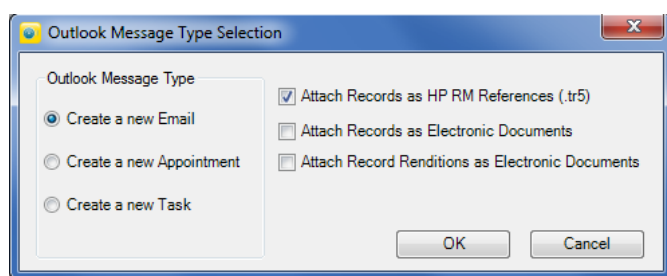 Outlook Message Type Selection
Outlook Message Type
Create a new Email
Create a new Appointment
Create a new Task
Attach Records as HP RM References (.tr5)
Attach Records as Electronic Documents
Attach Record Renditions as Electronic Documents
OK
Cancel